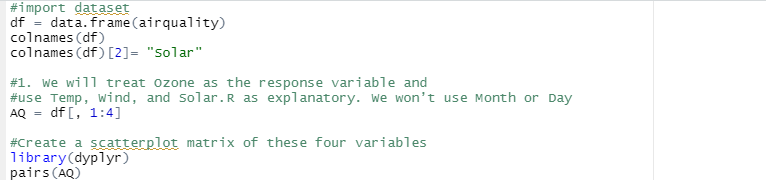 #import dataset
df = data.frame(airquality)
colnames(df)
colnames(df)[2]= "Solar"
#1. We will treat Ozone as the response variable and
#use Temp, Wind, and Solar.R as explanatory. We won't use Month or Day
AQ = df[, 1:4]
#Create a scatterplot matrix of these four variables
library(dyplyr)
pairs(AQ)